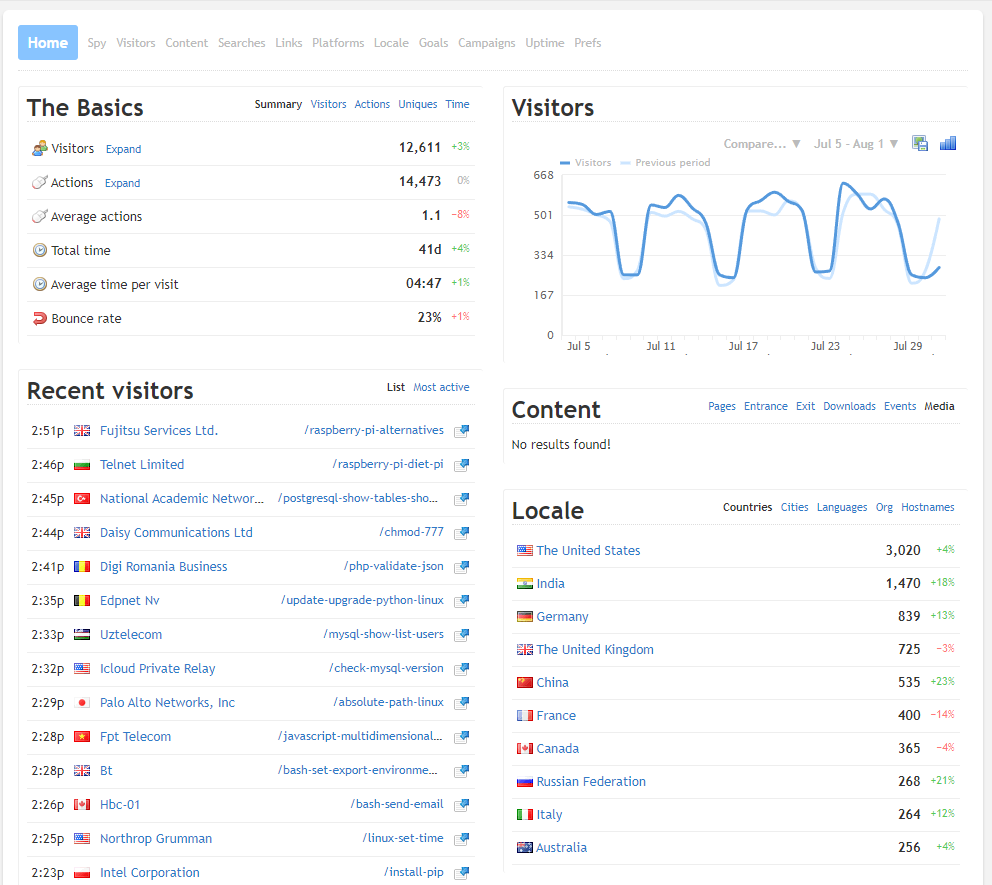 Home Spy Visitors Content Searches Links Platforms Locale Goals Campaigns Uptime Prefs
The Basics Summary Visitors Actions Uniques Time
Visitors Expand 12,611 +3%
Actions Expand 14,473 0%
Average actions 1.1 −8%
Total time 41d +4%
Average time per visit 04:47 +1%
Bounce rate 23% +1%
Recent visitors List Most active
2:51p Fujitsu Services Ltd. /raspberry-pi-alternatives
2:46p Telnet Limited /raspberry-pi-diet-pi
2:45p National Academic Networ... /postgresql-show-tables-sho...
2:44p Daisy Communications Ltd /chmod-777
2:41p Digi Romania Business /php-validate-json
2:35p Edpnet Nv /update-upgrade-python-linux
2:33p Uztelecom /mysql-show-list-users
2:32p Icloud Private Relay /check-mysql-version
2:29p Palo Alto Networks, Inc /absolute-path-linux
2:28p Fpt Telecom /javascript-multidimensional...
2:28p Bt /bash-set-export-environme...
2:26p Hbc-01 /bash-send-email
2:25p Northrop Grumman /linux-set-time
2:23p Intel Corporation /install-pip
Visitors
Compare... ▼ Jul 5 - Aug 1 ▼
Visitors Previous period
668
501
334
167
0
Jul 5 Jul 11 Jul 17 Jul 23 Jul 29
Content Pages Entrance Exit Downloads Events Media
No results found!
Locale Countries Cities Languages Org Hostnames
The United States 3,020 +4%
India 1,470 +18%
Germany 839 +13%
The United Kingdom 725 −3%
China 535 +23%
France 400 −14%
Canada 365 −4%
Russian Federation 268 +21%
Italy 264 +12%
Australia 256 +4%